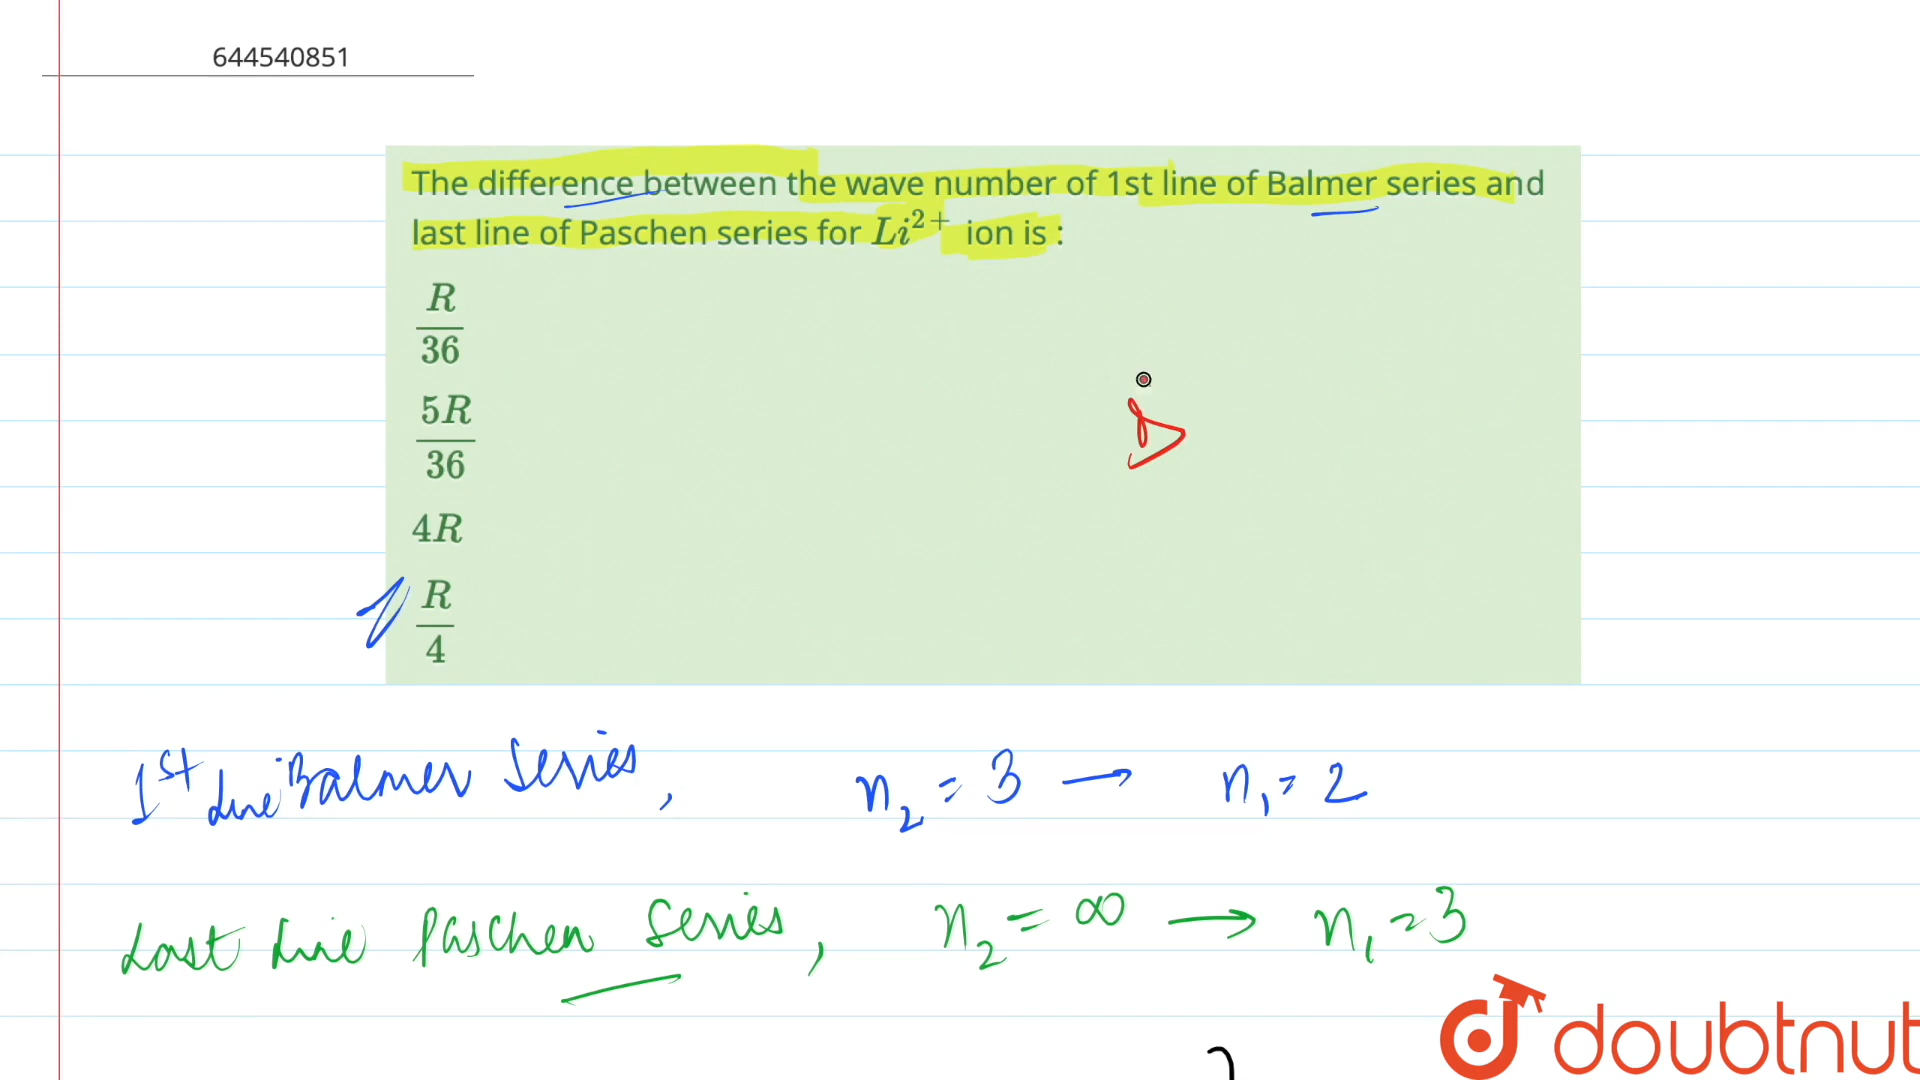 644540851
The difference between the wave number of 1st line of Balmer series and
last line of Paschen series for Li²⁺ ion is :
R/36
5R/36
4R
R/4
D
1st line Balmer Series, n₂ = 3 → n₁ = 2
Last line Paschen Series, n₂ = ∞ → n₁ = 3
doubtnut